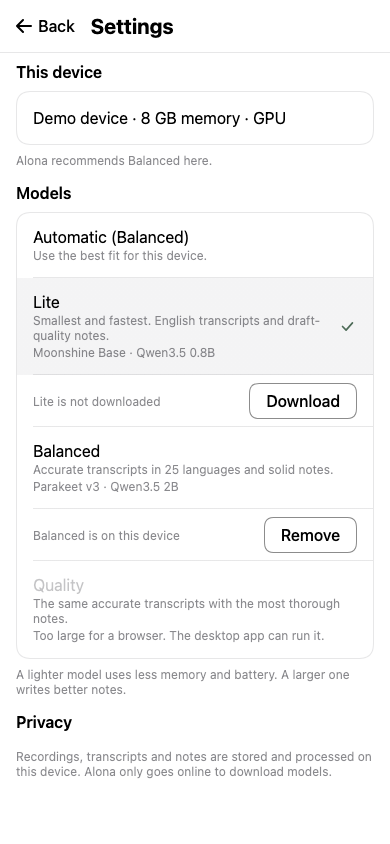 Back Settings
This device
Demo device · 8 GB memory · GPU
Alona recommends Balanced here.
Models
Automatic (Balanced)
Use the best fit for this device.
Lite
Smallest and fastest. English transcripts and draft-
quality notes.
Moonshine Base · Qwen3.5 0.8B
Lite is not downloaded Download
Balanced
Accurate transcripts in 25 languages and solid notes.
Parakeet v3 · Qwen3.5 2B
Balanced is on this device Remove
Quality
The same accurate transcripts with the most thorough
notes.
Too large for a browser. The desktop app can run it.
A lighter model uses less memory and battery. A larger one
writes better notes.
Privacy
Recordings, transcripts and notes are stored and processed on
this device. Alona only goes online to download models.